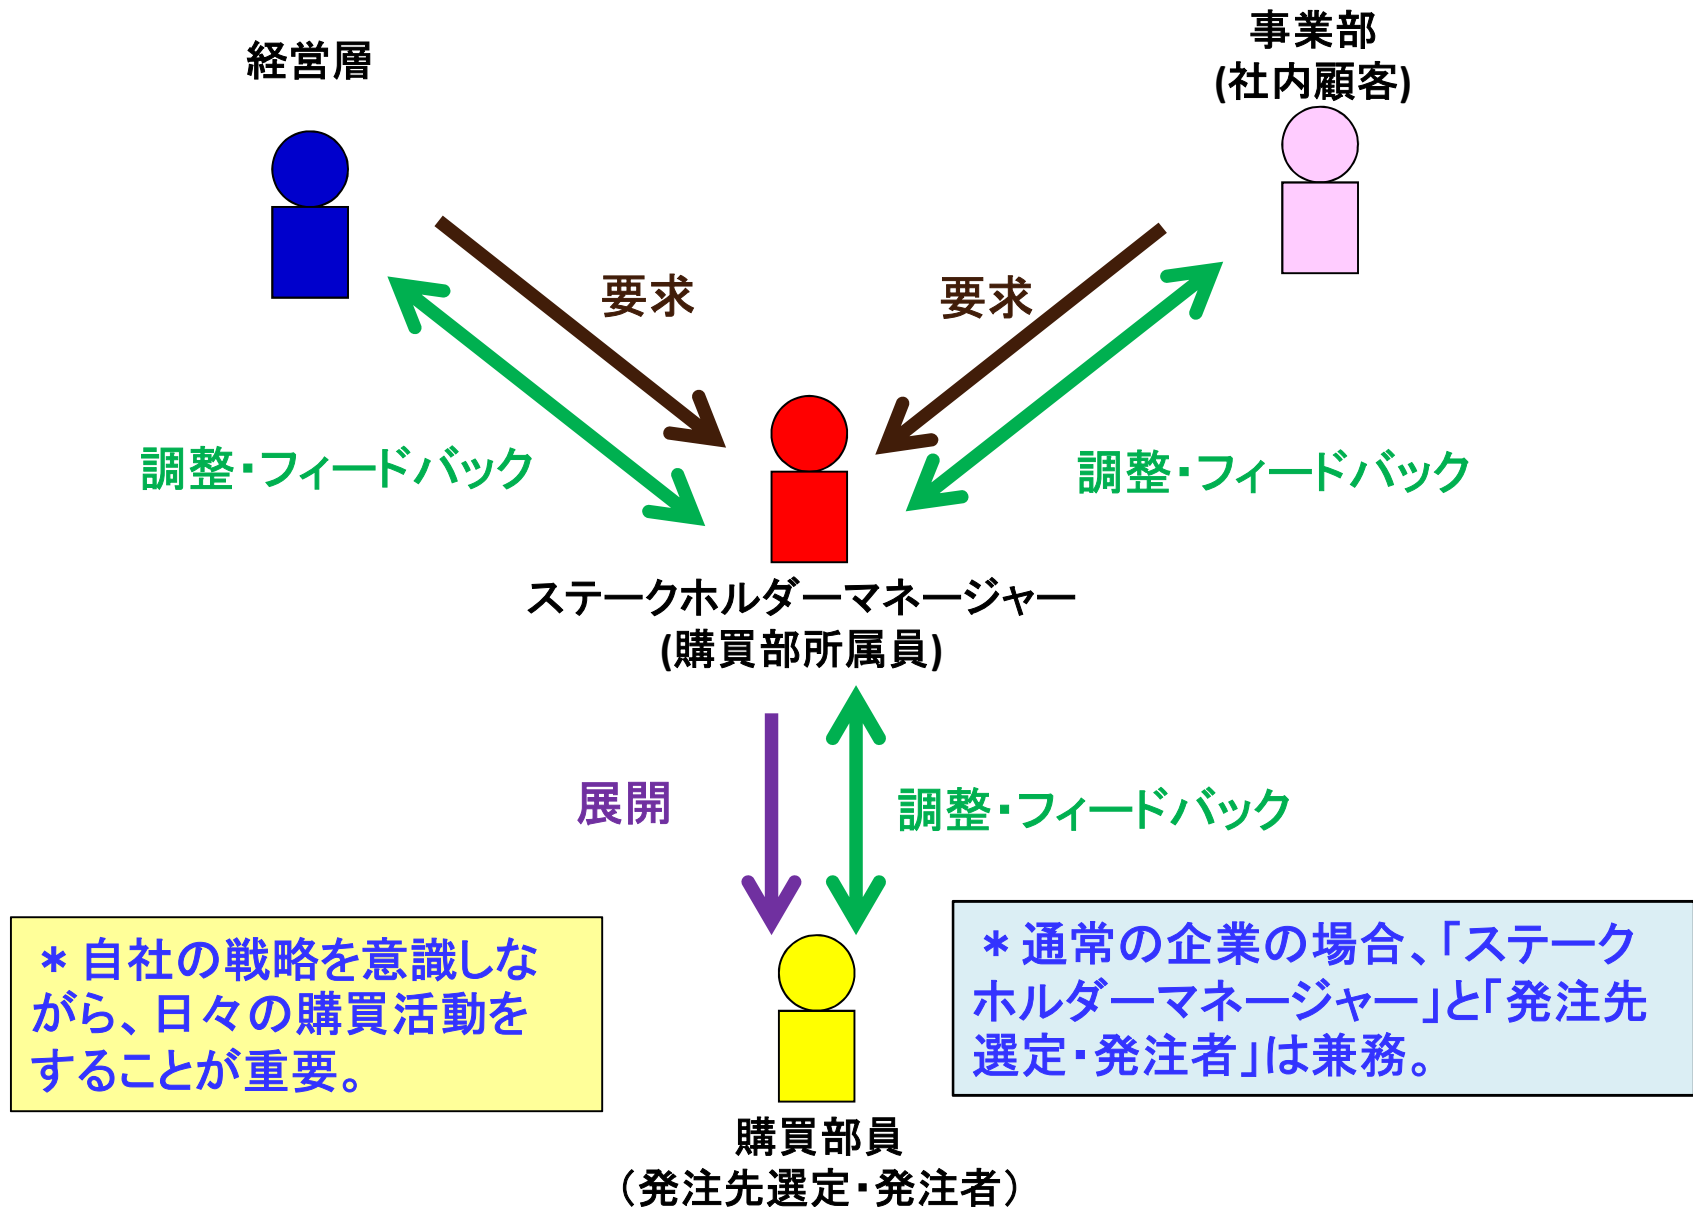 経営層
事業部
(社内顧客)
要求
要求
調整・フィードバック
調整・フィードバック
ステークホルダーマネージャー
(購買部所属員)
展開
調整・フィードバック
＊自社の戦略を意識しな
がら、日々の購買活動を
することが重要。
＊通常の企業の場合、「ステーク
ホルダーマネージャー」と「発注先
選定・発注者」は兼務。
購買部員
（発注先選定・発注者）